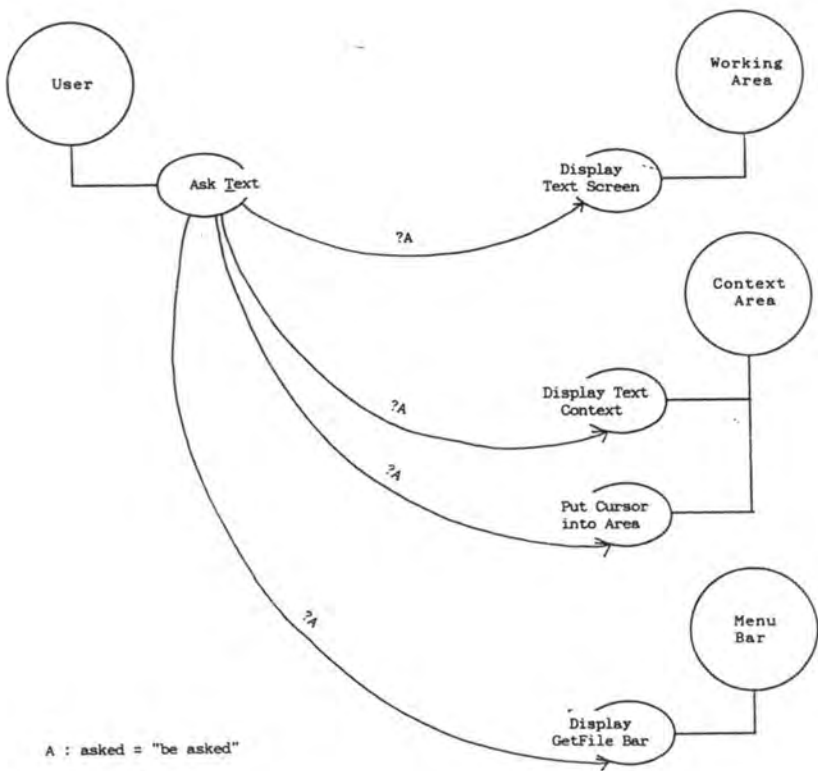 User
Working
Area
Ask Text
Display
Text Screen
?A
Context
Area
Display Text
Context
?A
?A
Put Cursor
into Area
Menu
Bar
?A
Display
GetFile Bar
A : asked = "be asked"